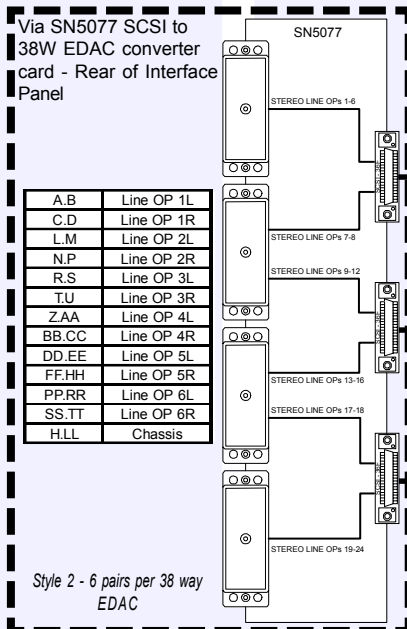 Via SN5077 SCSI to
38W EDAC converter
card - Rear of Interface
Panel
SN5077
STEREO LINE OPs 1-6
STEREO LINE OPs 7-8
STEREO LINE OPs 9-12
STEREO LINE OPs 13-16
STEREO LINE OPs 17-18
STEREO LINE OPs 19-24
A.B Line OP 1L
C.D Line OP 1R
L.M Line OP 2L
N.P Line OP 2R
R.S Line OP 3L
T.U Line OP 3R
Z.AA Line OP 4L
BB.CC Line OP 4R
DD.EE Line OP 5L
FF.HH Line OP 5R
PP.RR Line OP 6L
SS.TT Line OP 6R
H.LL Chassis
Style 2 - 6 pairs per 38 way
EDAC